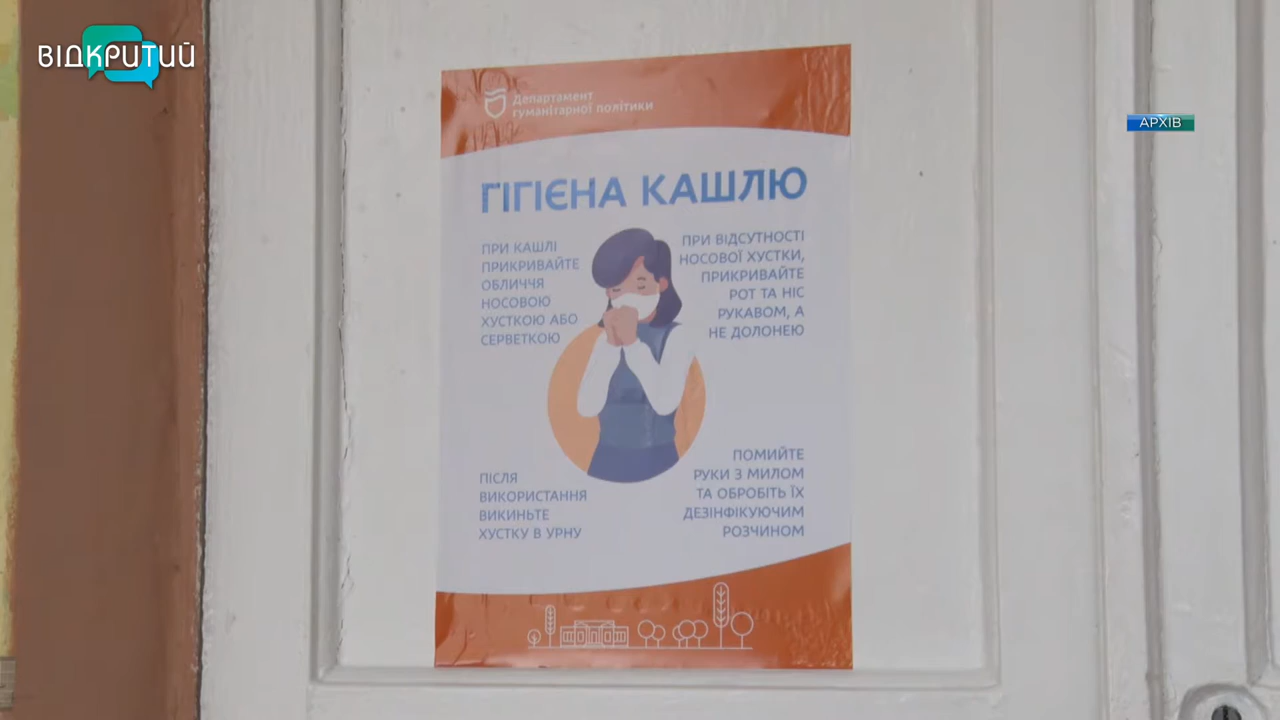 ВІДКРИТИЙ
АРХІВ
Департамент
гуманітарної політики
ГІГІЄНА КАШЛЮ
ПРИ КАШЛІ
ПРИКРИВАЙТЕ
ОБЛИЧЧЯ
НОСОВОЮ
ХУСТКОЮ АБО
СЕРВЕТКОЮ
ПРИ ВІДСУТНОСТІ
НОСОВОЇ ХУСТКИ,
ПРИКРИВАЙТЕ
РОТ ТА НІС
РУКАВОМ, А
НЕ ДОЛОНЕЮ
ПІСЛЯ
ВИКОРИСТАННЯ
ВИКИНЬТЕ
ХУСТКУ В УРНУ
ПОМИЙТЕ
РУКИ З МИЛОМ
ТА ОБРОБІТЬ ЇХ
ДЕЗІНФІКУЮЧИМ
РОЗЧИНОМ